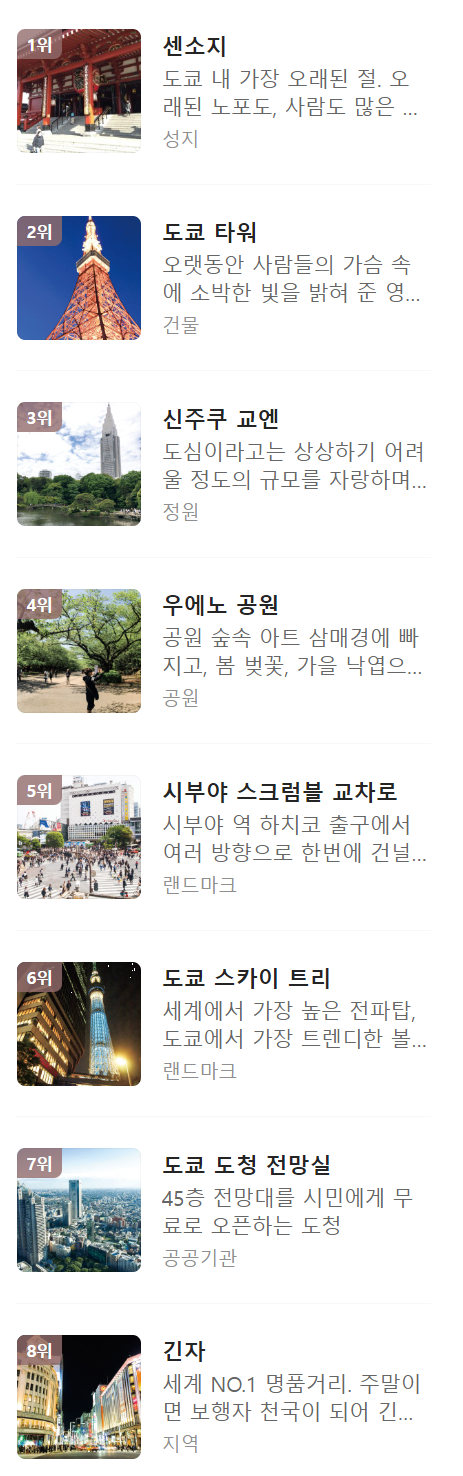 1위
센소지
도쿄 내 가장 오래된 절. 오
래된 노포도, 사람도 많은 ...
성지
2위
도쿄 타워
오랫동안 사람들의 가슴 속
에 소박한 빛을 밝혀 준 영...
건물
3위
신주쿠 교엔
도심이라고는 상상하기 어려
울 정도의 규모를 자랑하며...
정원
4위
우에노 공원
공원 숲속 아트 삼매경에 빠
지고, 봄 벚꽃, 가을 낙엽으...
공원
5위
시부야 스크럼블 교차로
시부야 역 하치코 출구에서
여러 방향으로 한번에 건널...
랜드마크
6위
도쿄 스카이 트리
세계에서 가장 높은 전파탑,
도쿄에서 가장 트렌디한 볼...
랜드마크
7위
도쿄 도청 전망실
45층 전망대를 시민에게 무
료로 오픈하는 도청
공공기관
8위
긴자
세계 NO.1 명품거리. 주말이
면 보행자 천국이 되어 긴...
지역